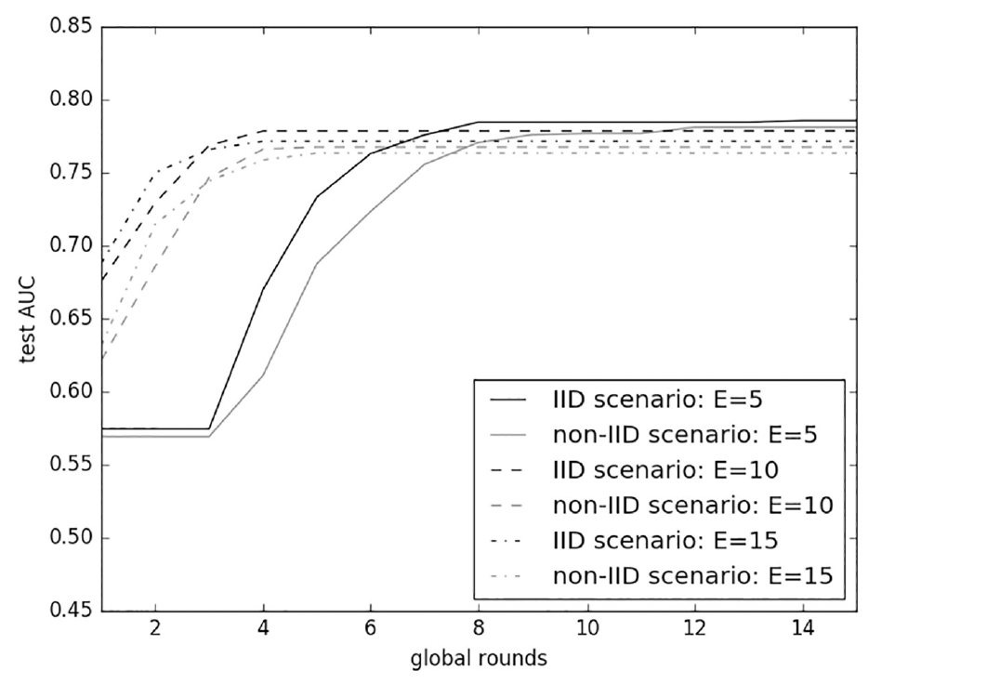 0.85
0.80
0.75
0.70
0.65
0.60
0.55
0.50
0.45
test AUC
2 4 6 8 10 12 14
global rounds
IID scenario: E=5
non-IID scenario: E=5
IID scenario: E=10
non-IID scenario: E=10
IID scenario: E=15
non-IID scenario: E=15